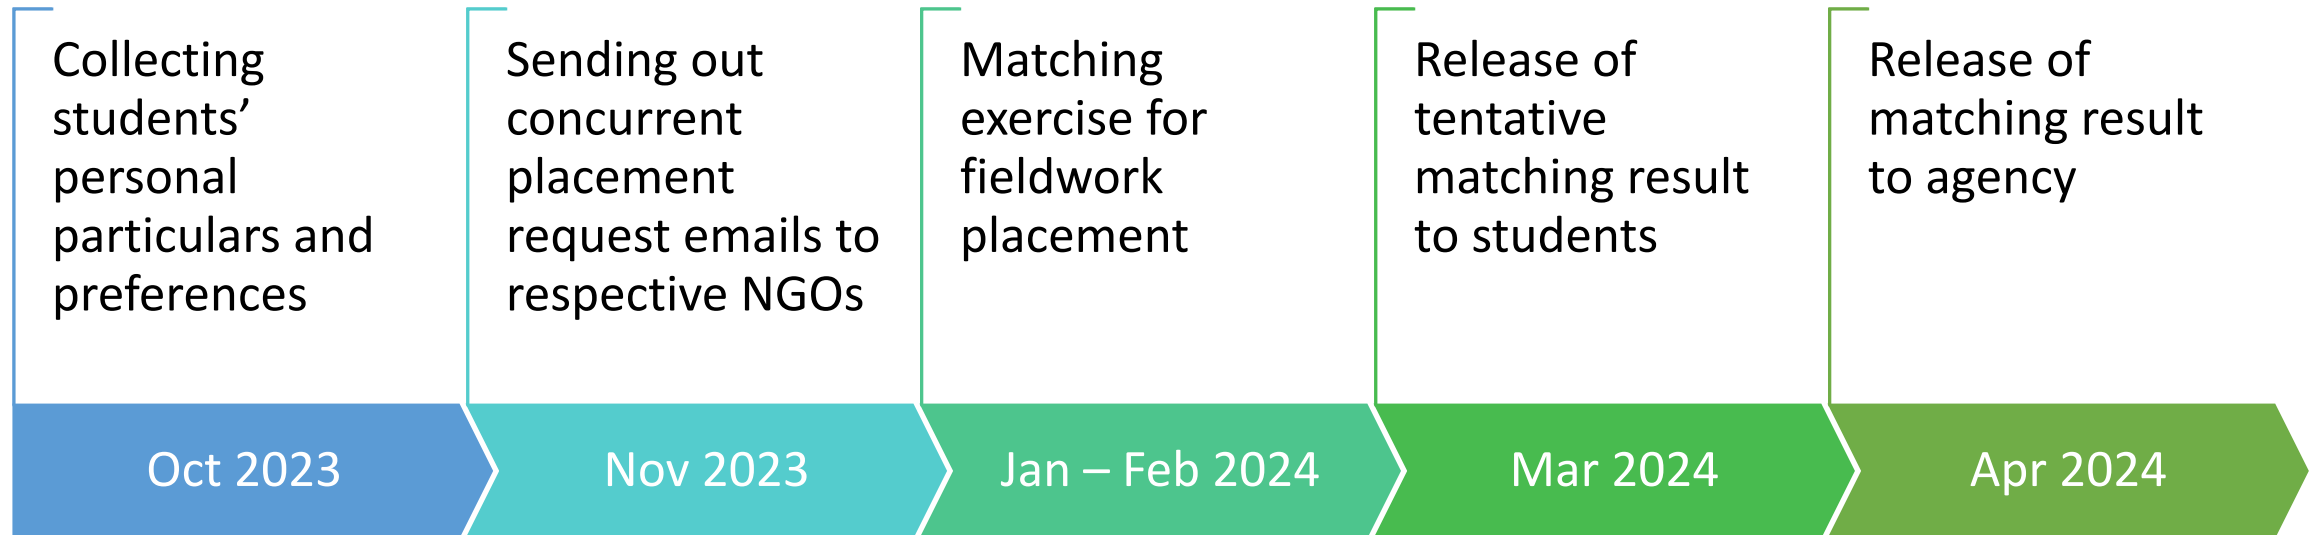 Collecting
students’
personal
particulars and
preferences
Sending out
concurrent
placement
request emails to
respective NGOs
Matching
exercise for
fieldwork
placement
Release of
tentative
matching result
to students
Release of
matching result
to agency
Oct 2023
Nov 2023
Jan – Feb 2024
Mar 2024
Apr 2024